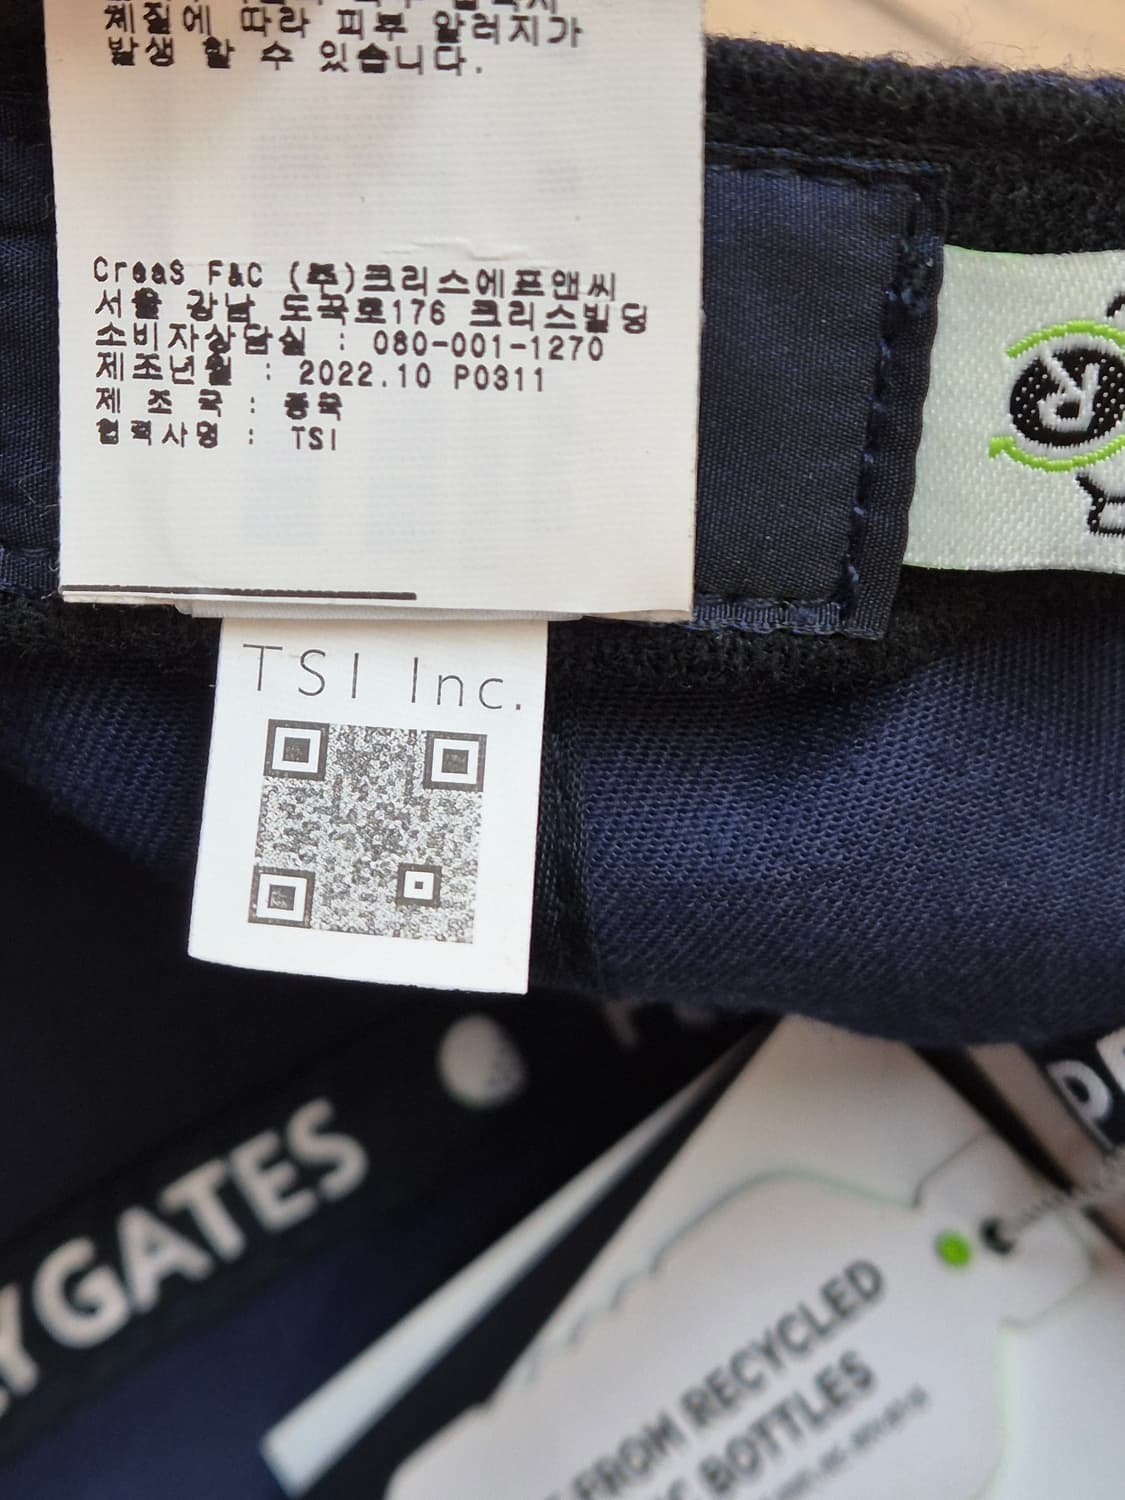 체질에 따라 피부 알러지가
발생 할 수 있습니다.
CreaS F&C (주)크리스에프앤씨
서울 강남 도곡로176 크리스빌딩
소비자상담실 : 080-001-1270
제조년월 : 2022.10 P0311
제 조 국 : 중국
협력사명 : TSI
TSI Inc.
YGATES
FROM RECYCLED
BOTTLES